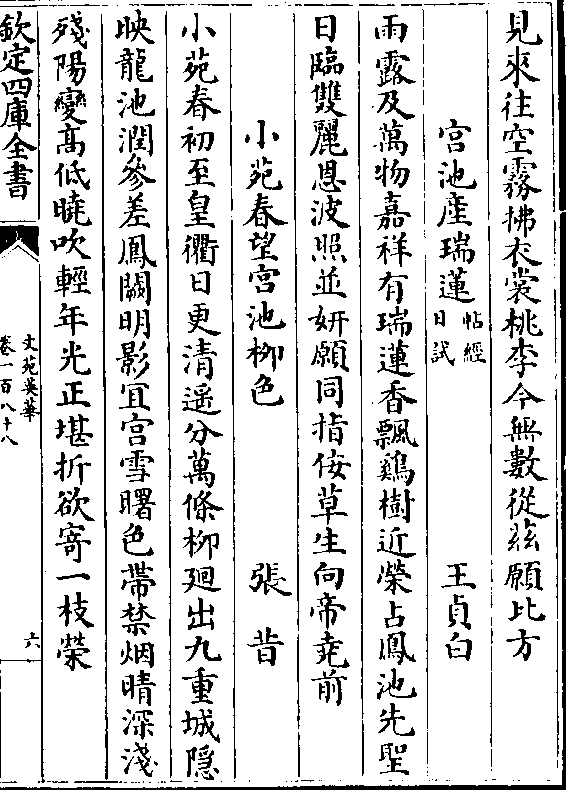 見來往空霧拂衣裳桃李今無數從茲願比方
宮池產瑞蓮 帖經日試 王貞白
雨露及萬物嘉祥有瑞蓮香飄鷄樹近榮占鳳池先聖
日臨雙麗恩波照並妍願同指佞草生向帝堯前
小苑春望宮池柳色 張昔
小苑春初至皇衢日更清遥分萬條柳廻出九重城隱
映龍池潤參差鳳闕明影宜宮雪曙色帶禁烟晴深淺
殘陽變髙低曉吹輕年光正堪折欲寄一枝榮
欽定四庫全書
文苑英華
卷一百八十八
六